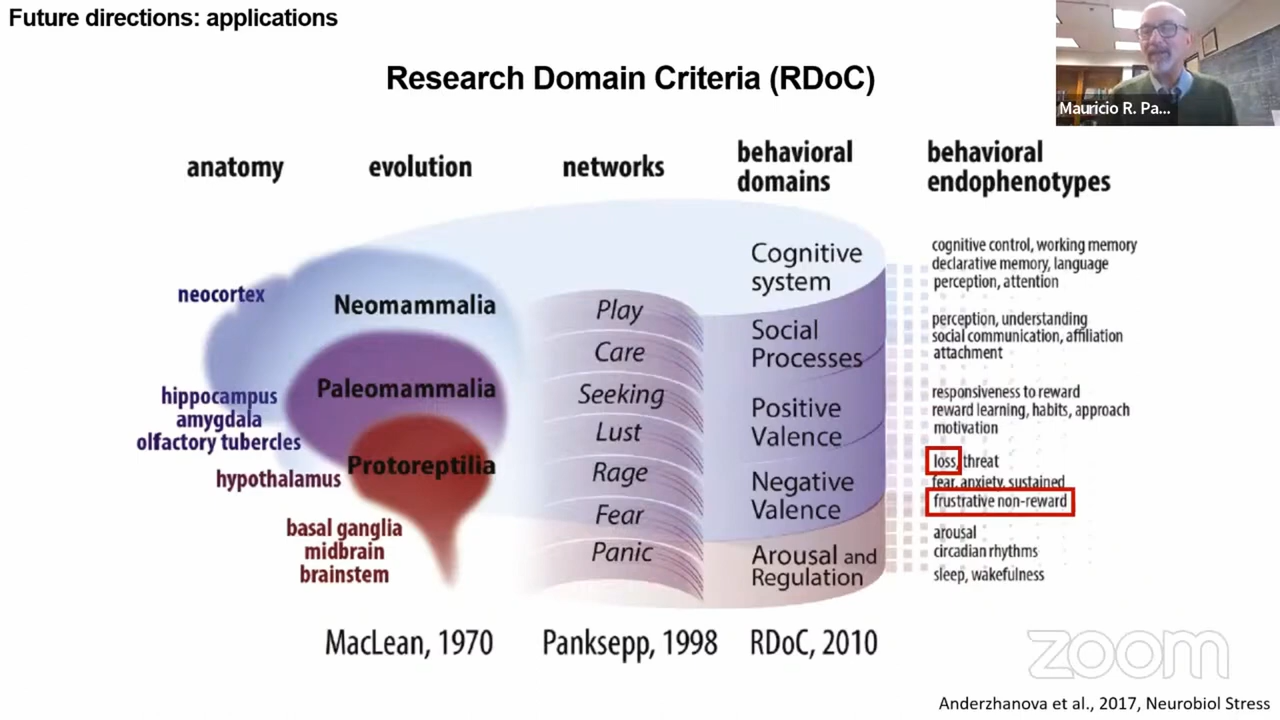 Future directions: applications
Mauricio R. Pa...
Research Domain Criteria (RDoC)
anatomy
evolution
networks
behavioral
domains
behavioral
endophenotypes
neocortex
hippocampus
amygdala
olfactory tubercles
hypothalamus
basal ganglia
midbrain
brainstem
Neomammalia
Paleomammalia
Protoreptilia
Play
Care
Seeking
Lust
Rage
Fear
Panic
Cognitive
system
Social
Processes
Positive
Valence
Negative
Valence
Arousal and
Regulation
cognitive control, working memory
declarative memory, language
perception, attention
perception, understanding
social communication, affiliation
attachment
responsiveness to reward
reward learning, habits, approach
motivation
loss, threat
fear, anxiety, sustained
frustrative non-reward
arousal
circadian rhythms
sleep, wakefulness
MacLean, 1970
Panksepp, 1998
RDoC, 2010
zoom
Anderzhanova et al., 2017, Neurobiol Stress